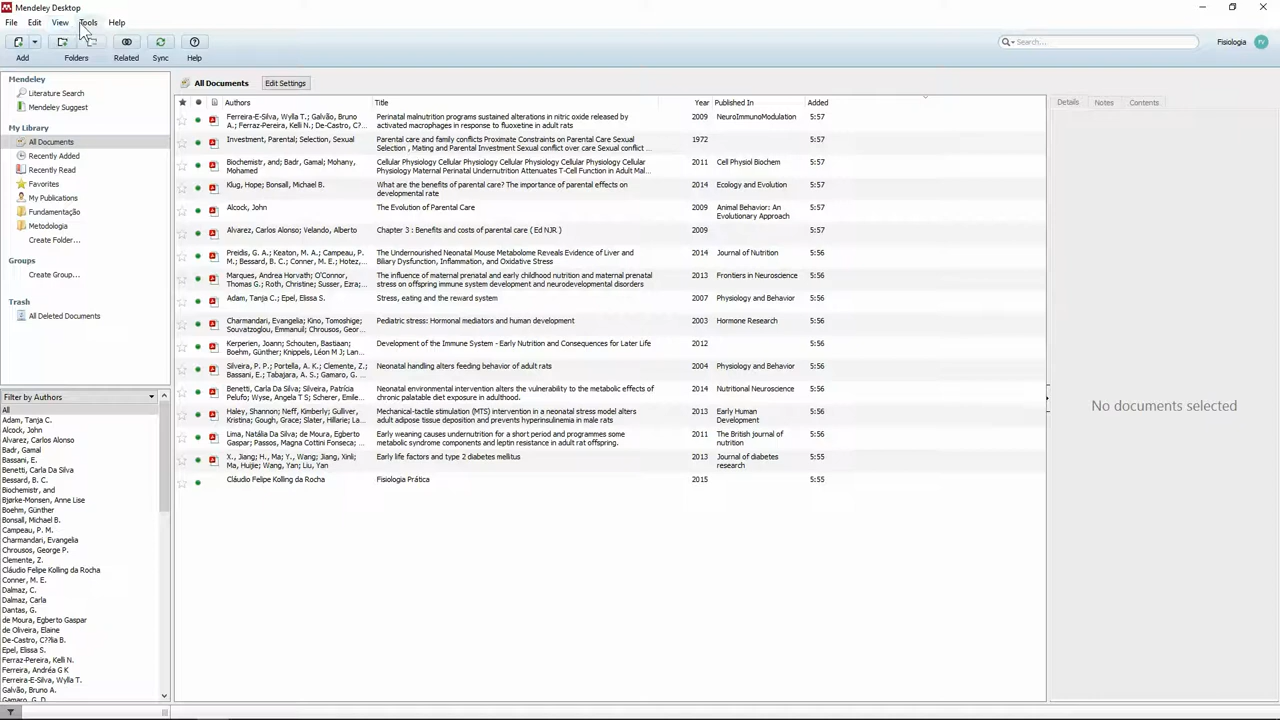 Mendeley Desktop
File Edit View Tools Help
Add Folders Related Sync Help
Search...
Fisiologia FV
Mendeley
Literature Search
Mendeley Suggest
My Library
All Documents
Recently Added
Recently Read
Favorites
My Publications
Fundamentação
Metodologia
Create Folder...
Groups
Create Group...
Trash
All Deleted Documents
Filter by Authors
All
Adam, Tanja C.
Alcock, John
Alvarez, Carlos Alonso
Badr, Gamal
Bassani, E.
Benetti, Carla Da Silva
Bessard, B. C.
Biochemistr, and
Bjørke-Monsen, Anne Lise
Boehm, Günther
Bonsall, Michael B.
Campeau, P. M.
Charmandari, Evangelia
Chrousos, George P.
Clemente, Z.
Cláudio Felipe Kolling da Rocha
Conner, M. E.
Dalmaz, C.
Dalmaz, Carla
Dantas, G.
de Moura, Egberto Gaspar
de Oliveira, Elaine
De-Castro, C??lia B.
Epel, Elissa S.
Ferraz-Pereira, Kelli N.
Ferreira, Andréa G K
Ferreira-E-Silva, Wylla T.
Galvão, Bruno A.
Gamaro, G. D.
All Documents Edit Settings
Authors Title Year Published In Added
Ferreira-E-Silva, Wylla T.; Galvão, Bruno Perinatal malnutrition programs sustained alterations in nitric oxide released by 2009 NeuroImmunoModulation 5:57
A.; Ferraz-Pereira, Kelli N.; De-Castro, C?... activated macrophages in response to fluoxetine in adult rats
Investment, Parental; Selection, Sexual Parental care and family conflicts Proximate Constraints on Parental Care Sexual 1972 5:57
Selection , Mating and Parental Investment Sexual conflict over care Sexual conflict ...
Biochemistr, and; Badr, Gamal; Mohany, Cellular Physiology Cellular Physiology Cellular Physiology Cellular Physiology 2011 Cell Physiol Biochem 5:57
Mohamed Physiology Maternal Perinatal Undernutrition Attenuates T-Cell Function in Adult Mal...
Klug, Hope; Bonsall, Michael B. What are the benefits of parental care? The importance of parental effects on 2014 Ecology and Evolution 5:57
developmental rate
Alcock, John The Evolution of Parental Care 2009 Animal Behavior: An 5:57
Evolutionary Approach
Alvarez, Carlos Alonso; Velando, Alberto Chapter 3 : Benefits and costs of parental care ( Ed NJR ) 2009 5:57
Preidis, G. A.; Keaton, M. A.; Campeau, The Undernourished Neonatal Mouse Metabolome Reveals Evidence of Liver and 2014 Journal of Nutrition 5:56
P. M.; Bessard, B. C.; Conner, M. E.; Hotez,... Biliary Dysfunction, Inflammation, and Oxidative Stress
Marques, Andrea Horvath; O'Connor, The influence of maternal prenatal and early childhood nutrition and maternal prenatal 2013 Frontiers in Neuroscience 5:56
Thomas G.; Roth, Christine; Susser, Ezra;... stress on offspring immune system development and neurodevelopmental disorders
Adam, Tanja C.; Epel, Elissa S. Stress, eating and the reward system 2007 Physiology and Behavior 5:56
Charmandari, Evangelia; Kino, Tomoshige; Pediatric stress: Hormonal mediators and human development 2003 Hormone Research 5:56
Souvatzoglou, Emmanuil; Chrousos, Geor...
Kerperien, Joann; Schouten, Bastiaan; Development of the Immune System - Early Nutrition and Consequences for Later Life 2012 5:56
Boehm, Günther; Knippels, Léon M J; Lan...
Silveira, P. P.; Portella, A. K.; Clemente, Z.; Neonatal handling alters feeding behavior of adult rats 2004 Physiology and Behavior 5:56
Bassani, E.; Tabajara, A. S.; Gamaro, G. ...
Benetti, Carla Da Silva; Silveira, Patrícia Neonatal environmental intervention alters the vulnerability to the metabolic effects of 2014 Nutritional Neuroscience 5:56
Pelufo; Wyse, Angela T S; Scherer, Emile... chronic palatable diet exposure in adulthood.
Haley, Shannon; Neff, Kimberly; Gulliver, Mechanical-tactile stimulation (MTS) intervention in a neonatal stress model alters 2013 Early Human 5:56
Kristina; Gough, Grace; Slater, Hillarie; L... adult adipose tissue deposition and prevents hyperinsulinemia in male rats Development
Lima, Natália Da Silva; de Moura, Egberto Early weaning causes undernutrition for a short period and programmes some 2011 The British journal of 5:56
Gaspar; Passos, Magna Cottini Fonseca;... metabolic syndrome components and leptin resistance in adult rat offspring. nutrition
X., Jiang; H., Ma; Y., Wang; Jiang, Xinli; Early life factors and type 2 diabetes mellitus 2013 Journal of diabetes 5:55
Ma, Huijie; Wang, Yan; Liu, Yan research
Cláudio Felipe Kolling da Rocha Fisiologia Prática 2015 5:55
Details Notes Contents
No documents selected